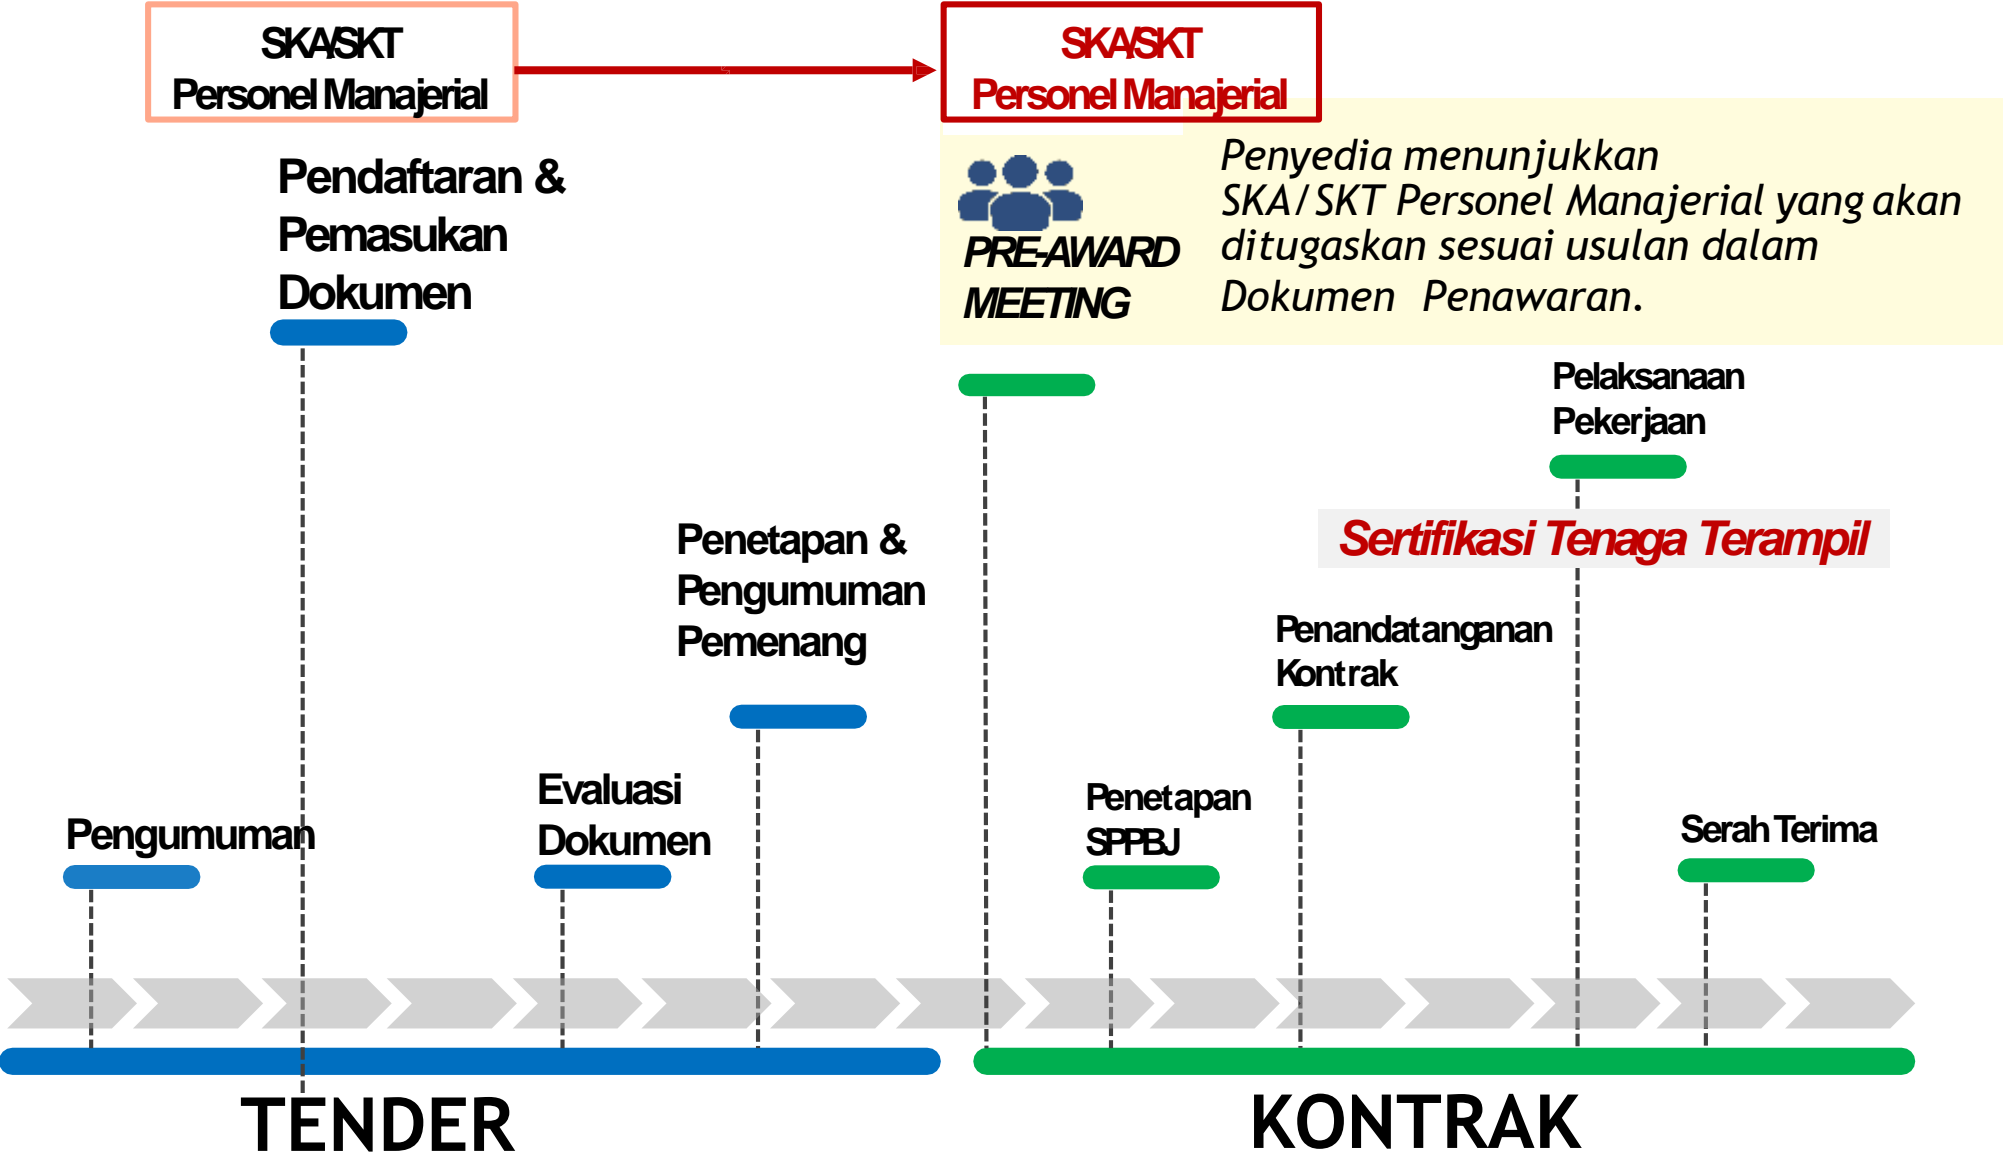 SKA/SKT
Personel Manajerial
SKA/SKT
Personel Manajerial
Pendaftaran &
Pemasukan
Dokumen
PRE-AWARD
MEETING
Penyedia menunjukkan
SKA/SKT Personel Manajerial yang akan
ditugaskan sesuai usulan dalam
Dokumen Penawaran.
Pelaksanaan
Pekerjaan
Sertifikasi Tenaga Terampil
Penetapan &
Pengumuman
Pemenang
Penandatanganan
Kontrak
Pengumuman
Evaluasi
Dokumen
Penetapan
SPPBJ
Serah Terima
TENDER
KONTRAK